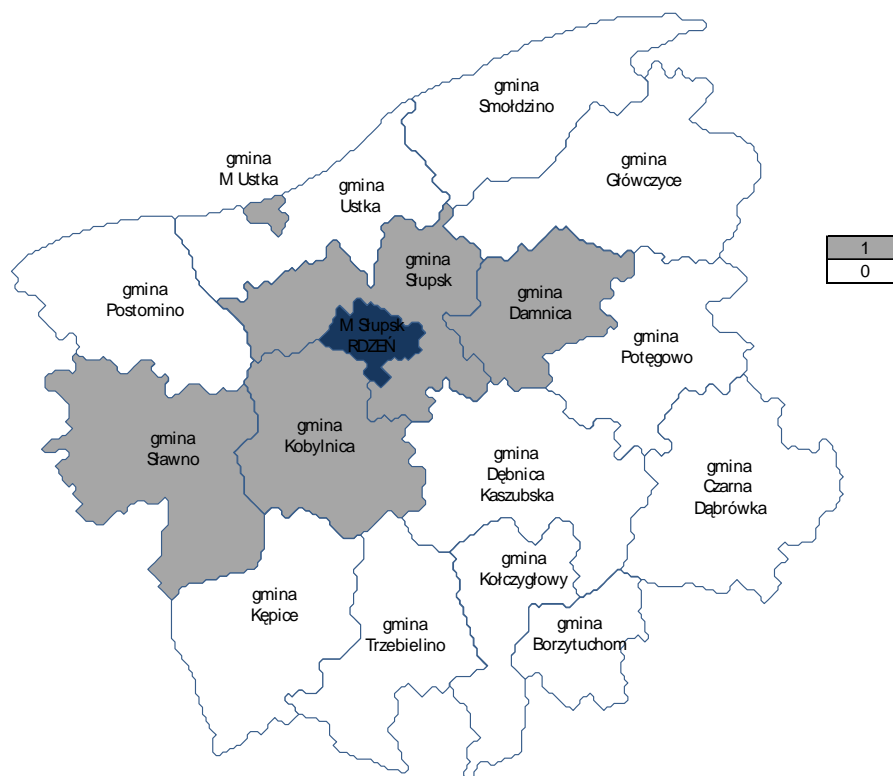 gmina
Smołdzino
gmina
Główczyce
gmina
M Ustka
gmina
Ustka
gmina
Słupsk
gmina
Damnica
1
0
gmina
Postomino
M Słupsk
RDZEŃ
gmina
Potęgowo
gmina
Sławno
gmina
Kobylnica
gmina
Dębnica
Kaszubska
gmina
Czarna
Dąbrówka
gmina
Kołczygłowy
gmina
Kępice
gmina
Trzebielino
gmina
Borzytuchom